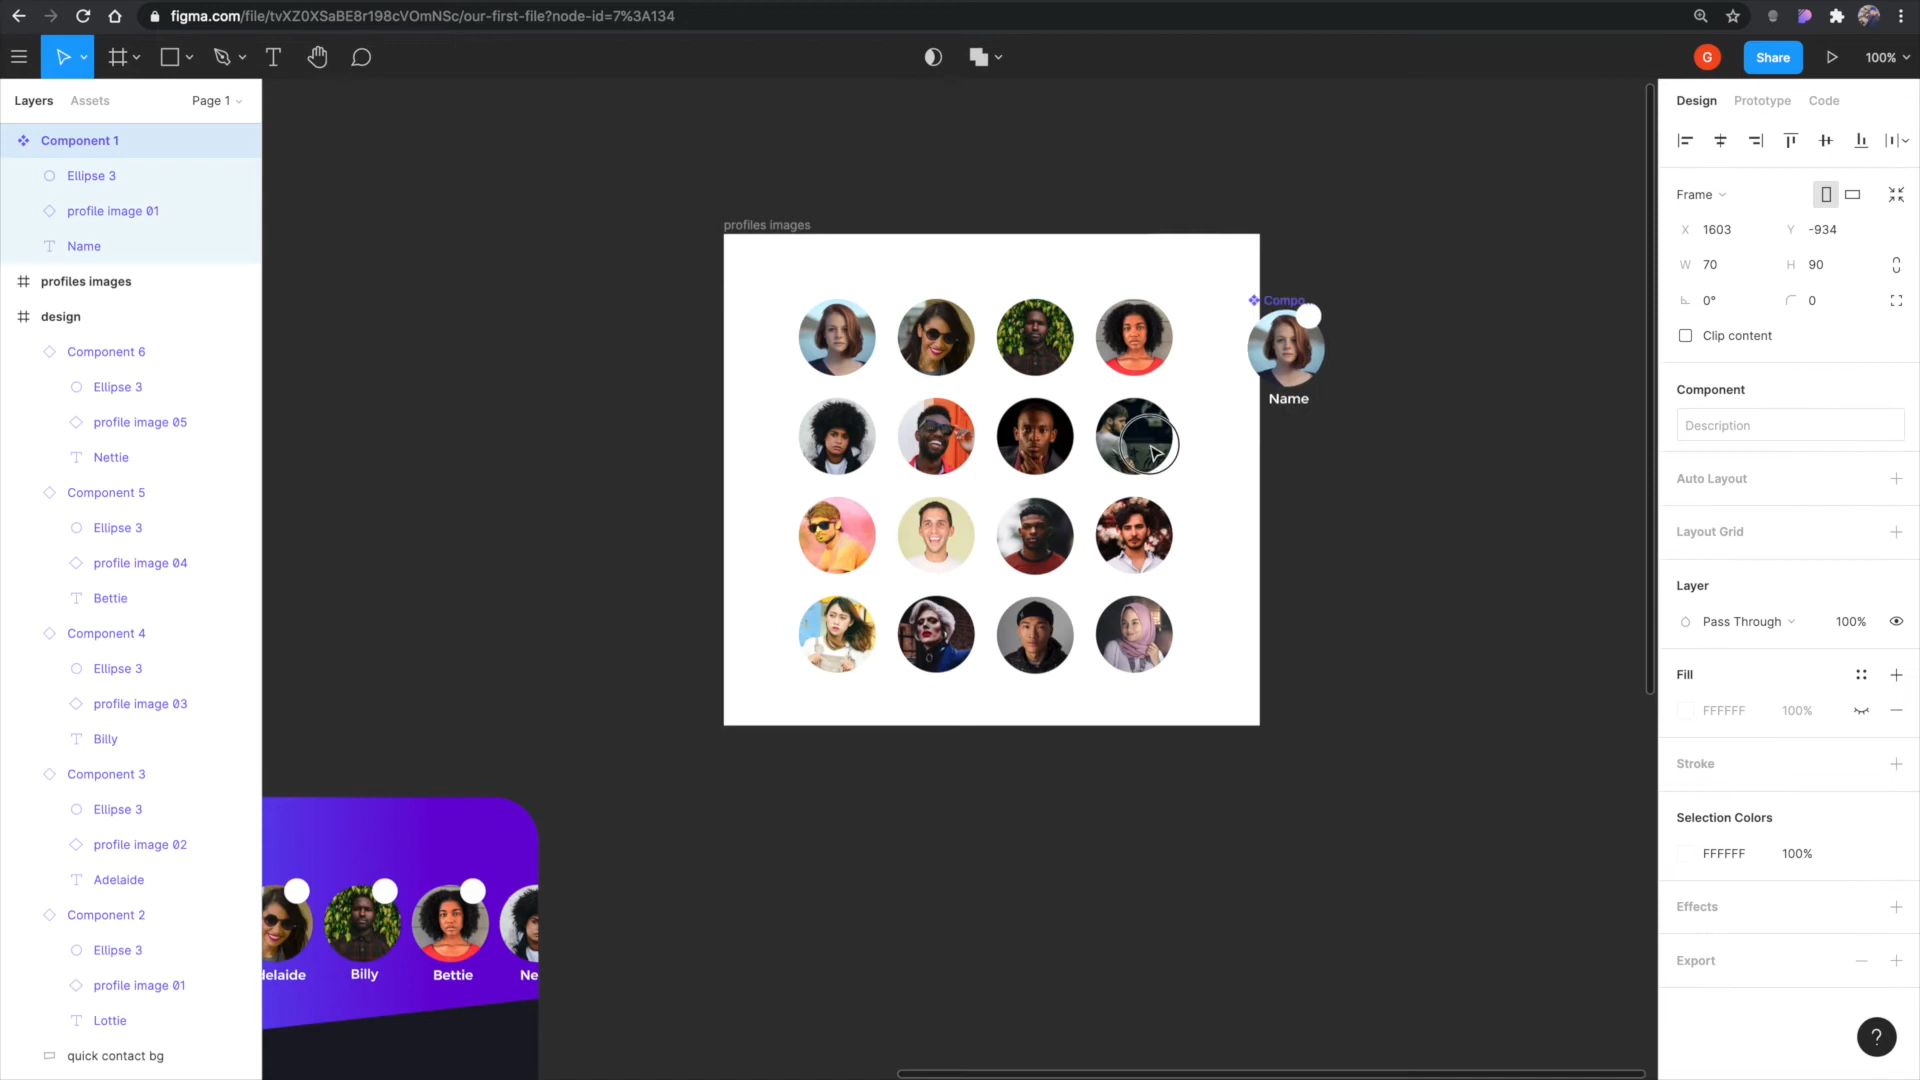 figma.com/file/tvXZ0XSaBE8r198cVOmNSc/our-first-file?node-id=7%3A134
G
Share
100%
Layers
Assets
Page 1
Component 1
Ellipse 3
profile image 01
Name
profiles images
design
Component 6
Ellipse 3
profile image 05
Nettie
Component 5
Ellipse 3
profile image 04
Bettie
Component 4
Ellipse 3
profile image 03
Billy
Component 3
Ellipse 3
profile image 02
Adelaide
Component 2
Ellipse 3
profile image 01
Lottie
quick contact bg
profiles images
Compo
Name
delaide
Billy
Bettie
Ne
Design
Prototype
Code
Frame
X 1603
Y -934
W 70
H 90
0°
0
Clip content
Component
Description
Auto Layout
Layout Grid
Layer
Pass Through
100%
Fill
FFFFFF
100%
Stroke
Selection Colors
FFFFFF
100%
Effects
Export
?